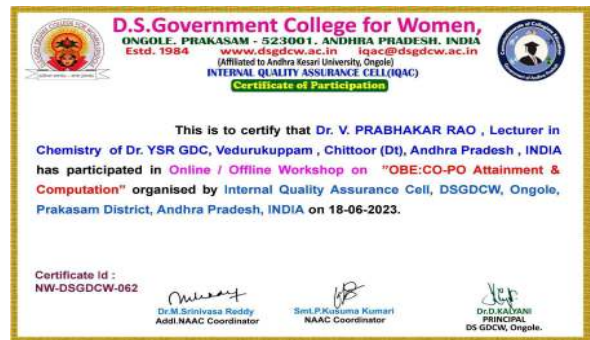 D.S.Government College for Women,
ONGOLE. PRAKASAM - 523001. ANDHRA PRADESH. INDIA
Estd. 1984 www.dsgdcw.ac.in iqac@dsgdcw.ac.in
(Affiliated to Andhra Kesari University, Ongole)
INTERNAL QUALITY ASSURANCE CELL(IQAC)
Certificate of Participation
This is to certify that Dr. V. PRABHAKAR RAO , Lecturer in
Chemistry of Dr. YSR GDC, Vedurukuppam , Chittoor (Dt), Andhra Pradesh , INDIA
has participated in Online / Offline Workshop on "OBE:CO-PO Attainment &
Computation" organised by Internal Quality Assurance Cell, DSGDCW, Ongole,
Prakasam District, Andhra Pradesh, INDIA on 18-06-2023.
Certificate Id :
NW-DSGDCW-062
Dr.M.Srinivasa Reddy
Addl.NAAC Coordinator
Smt.P.Kusuma Kumari
NAAC Coordinator
Dr.D.KALYANI
PRINCIPAL
DS GDCW, Ongole.